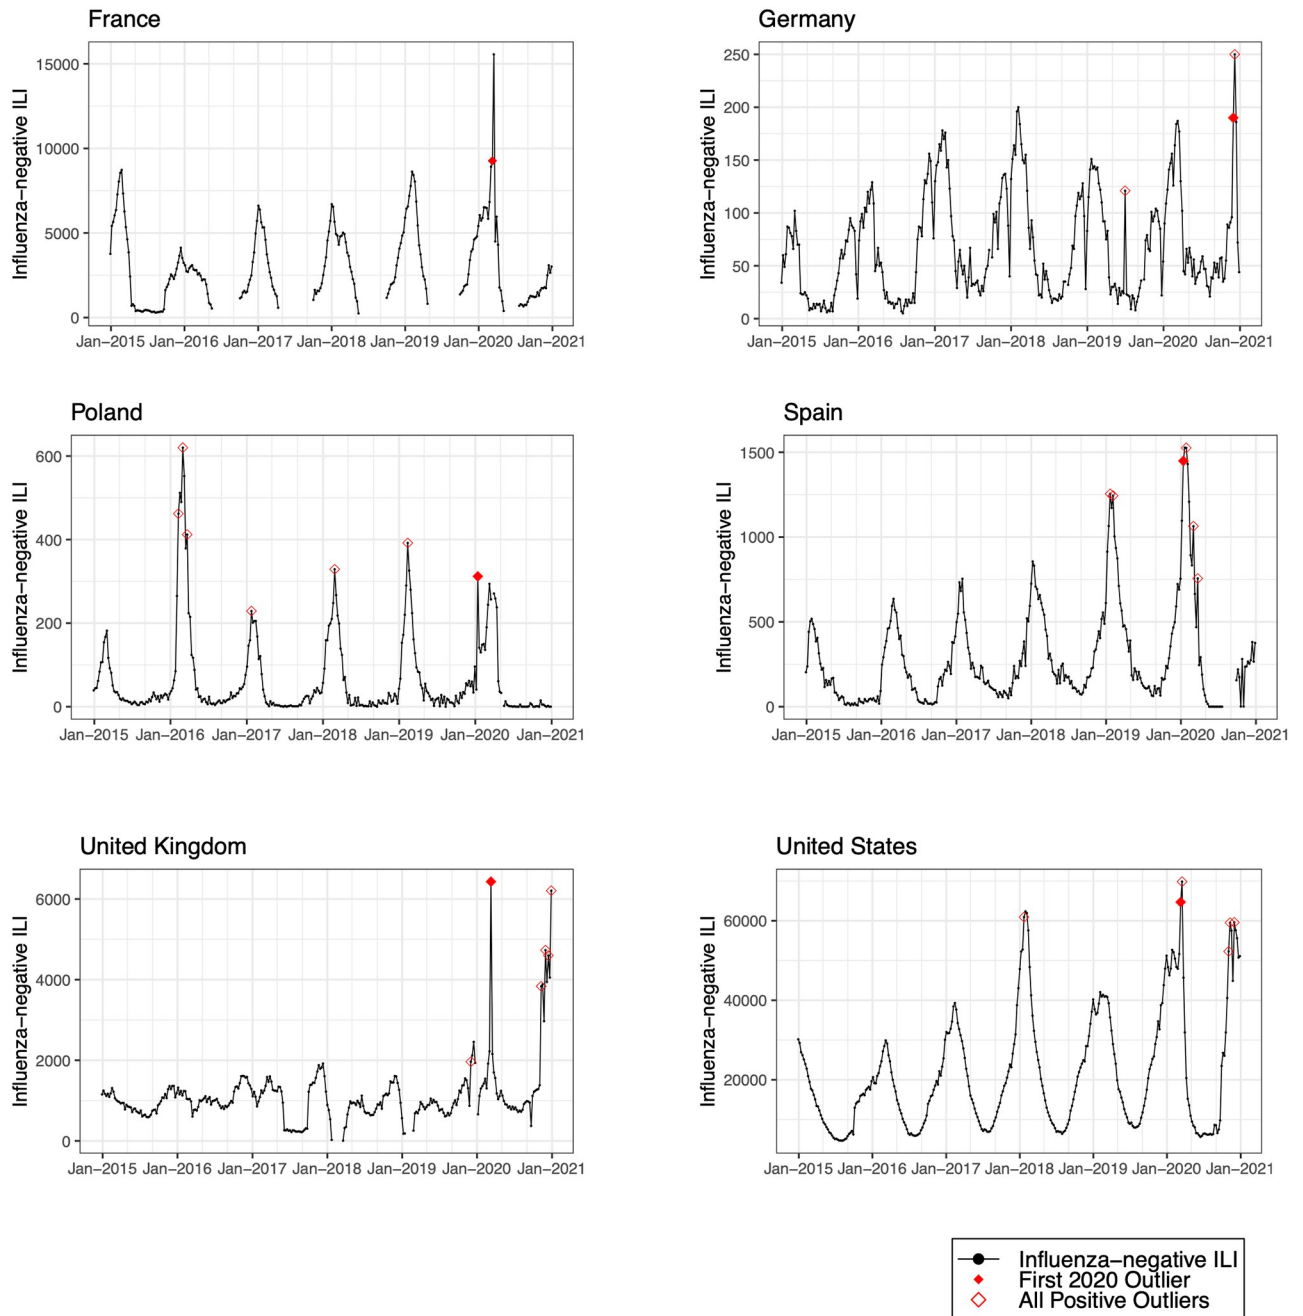 France
Influenza−negative ILI
15000
10000
5000
0
Jan−2015 Jan−2016 Jan−2017 Jan−2018 Jan−2019 Jan−2020 Jan−2021
Germany
Influenza−negative ILI
250
200
150
100
50
0
Jan−2015 Jan−2016 Jan−2017 Jan−2018 Jan−2019 Jan−2020 Jan−2021
Poland
Influenza−negative ILI
600
400
200
0
Jan−2015 Jan−2016 Jan−2017 Jan−2018 Jan−2019 Jan−2020 Jan−2021
Spain
Influenza−negative ILI
1500
1000
500
0
Jan−2015 Jan−2016 Jan−2017 Jan−2018 Jan−2019 Jan−2020 Jan−2021
United Kingdom
Influenza−negative ILI
6000
4000
2000
0
Jan−2015 Jan−2016 Jan−2017 Jan−2018 Jan−2019 Jan−2020 Jan−2021
United States
Influenza−negative ILI
60000
40000
20000
Jan−2015 Jan−2016 Jan−2017 Jan−2018 Jan−2019 Jan−2020 Jan−2021
Influenza−negative ILI
First 2020 Outlier
All Positive Outliers